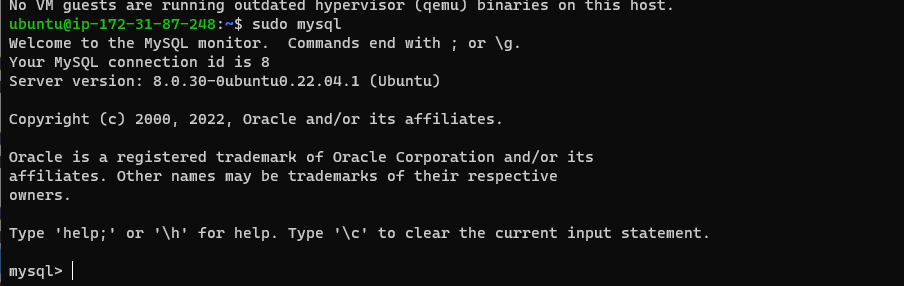 No VM guests are running outdated hypervisor (qemu) binaries on this host.
ubuntu@ip-172-31-87-248:~$ sudo mysql
Welcome to the MySQL monitor.  Commands end with ; or \g.
Your MySQL connection id is 8
Server version: 8.0.30-0ubuntu0.22.04.1 (Ubuntu)
Copyright (c) 2000, 2022, Oracle and/or its affiliates.
Oracle is a registered trademark of Oracle Corporation and/or its
affiliates. Other names may be trademarks of their respective
owners.
Type 'help;' or '\h' for help. Type '\c' to clear the current input statement.
mysql>